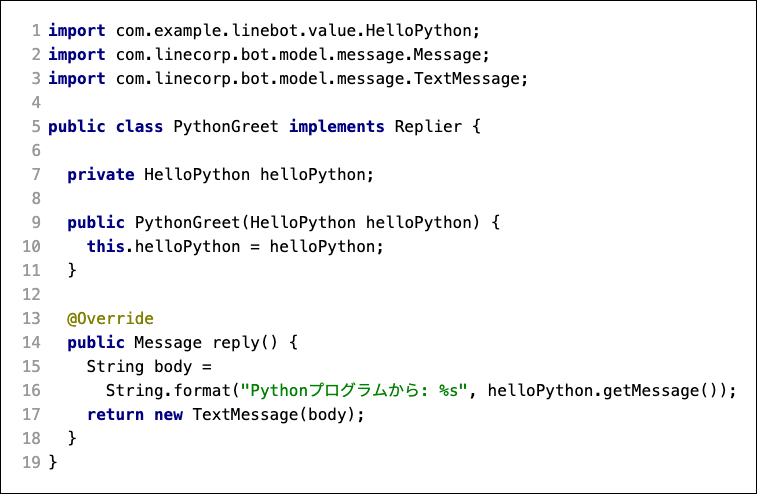 1 import com.example.linebot.value.HelloPython;
2 import com.linecorp.bot.model.message.Message;
3 import com.linecorp.bot.model.message.TextMessage;
4
5 public class PythonGreet implements Replier {
6
7   private HelloPython helloPython;
8
9   public PythonGreet(HelloPython helloPython) {
10     this.helloPython = helloPython;
11   }
12
13   @Override
14   public Message reply() {
15     String body =
16       String.format("Pythonプログラムから: %s", helloPython.getMessage());
17     return new TextMessage(body);
18   }
19 }